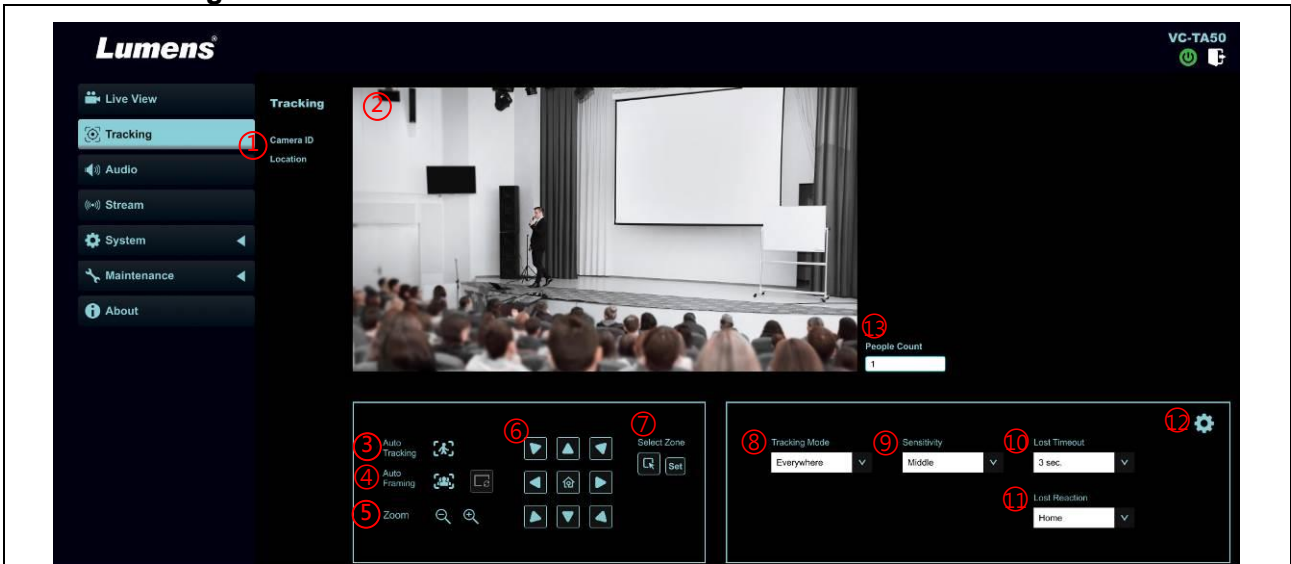 Lumens®
VC-TA50
Live View
Tracking
Audio
Stream
System
Maintenance
About
Tracking
1 Camera ID
Location
2
13
People Count
1
3 Auto Tracking
4 Auto Framing
5 Zoom
6
7
Select Zone
Set
8 Tracking Mode
Everywhere
9 Sensitivity
Middle
10 Lost Timeout
3 sec.
11 Lost Reaction
Home
12